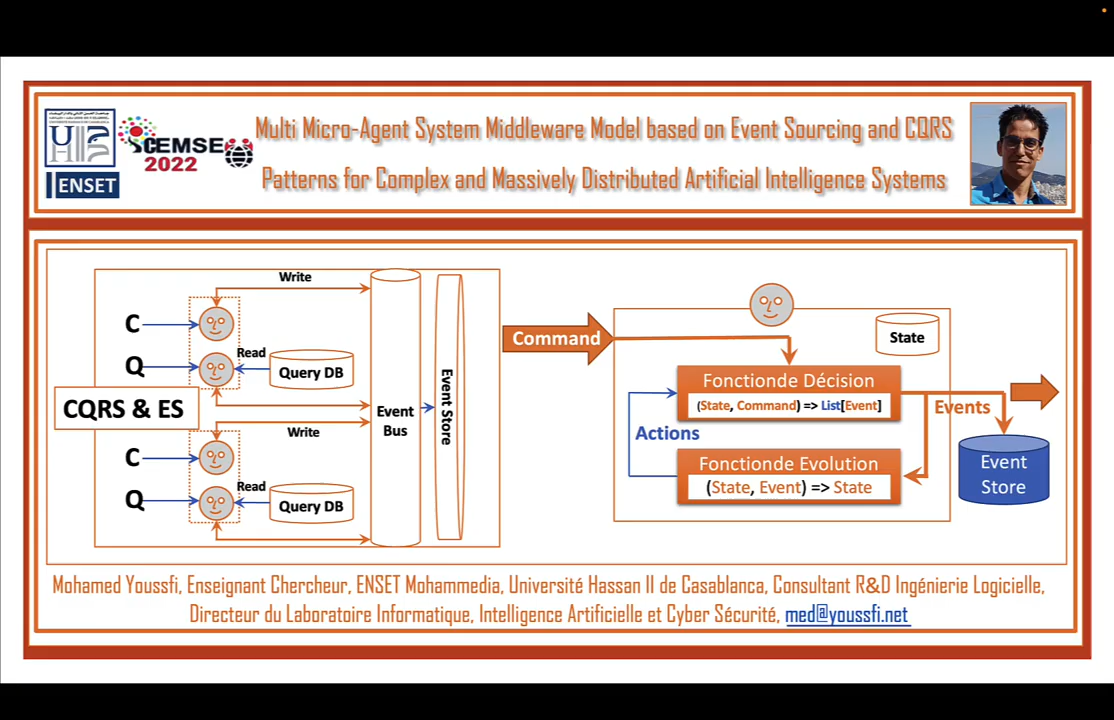 Multi Micro-Agent System Middleware Model based on Event Sourcing and CQRS
Patterns for Complex and Massively Distributed Artificial Intelligence Systems
ENSET
CEMSE
2022
Write
C
Q
Read
Query DB
CQRS & ES
Write
C
Q
Read
Query DB
Event
Bus
Event Store
Command
State
Fonctionde Décision
(State, Command) => List[Event]
Actions
Events
Fonctionde Evolution
(State, Event) => State
Event
Store
Mohamed Youssfi, Enseignant Chercheur, ENSET Mohammedia, Université Hassan II de Casablanca, Consultant R&D Ingénierie Logicielle,
Directeur du Laboratoire Informatique, Intelligence Artificielle et Cyber Sécurité, med@youssfi.net